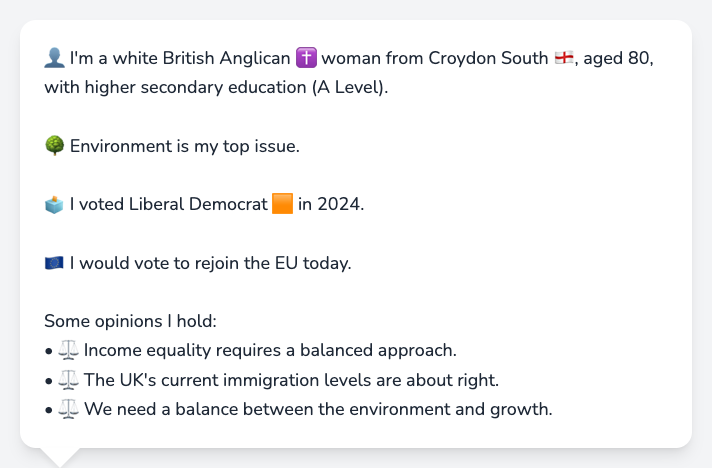 👤 I'm a white British Anglican ✝️ woman from Croydon South 🏴󠁧󠁢󠁥󠁮󠁧󠁿, aged 80,
with higher secondary education (A Level).
🌳 Environment is my top issue.
🗳️ I voted Liberal Democrat 🟧 in 2024.
🇪🇺 I would vote to rejoin the EU today.
Some opinions I hold:
• ⚖️ Income equality requires a balanced approach.
• ⚖️ The UK's current immigration levels are about right.
• ⚖️ We need a balance between the environment and growth.